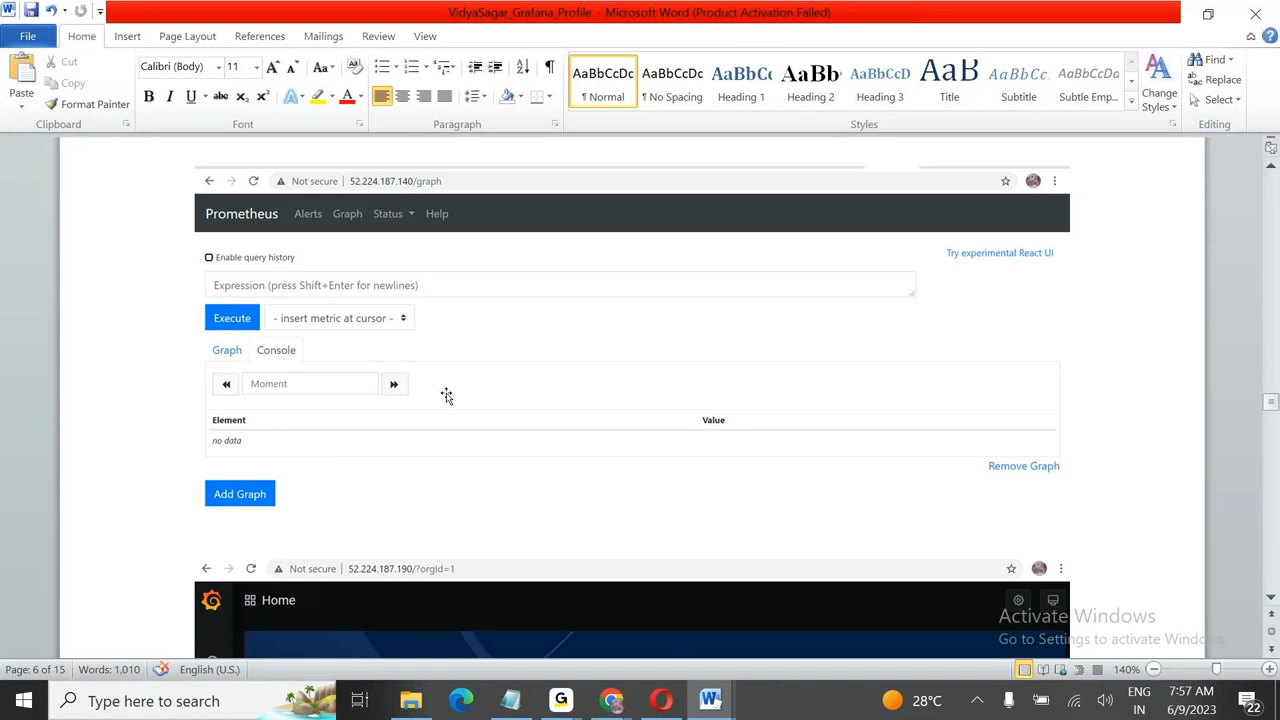 VidyaSagar_Grafana_Profile - Microsoft Word (Product Activation Failed)
File Home Insert Page Layout References Mailings Review View
Paste
Cut
Copy
Format Painter
Clipboard
Calibri (Body) 11
Font
Paragraph
AaBbCcDc AaBbCcDc AaBbCc AaBb AaBbCcD AaB AaBbCc. AaBbCcDa
¶ Normal ¶ No Spacing Heading 1 Heading 2 Heading 3 Title Subtitle Subtle Emp...
Change
Styles
Styles
Find
Replace
Select
Editing
Not secure 52.224.187.140/graph
Prometheus Alerts Graph Status Help
Enable query history
Try experimental React UI
Expression (press Shift+Enter for newlines)
Execute - insert metric at cursor -
Graph Console
Moment
Element Value
no data
Remove Graph
Add Graph
Not secure 52.224.187.190/?orgId=1
Home
Activate Windows
Go to Settings to activate Windows.
Page: 6 of 15 Words: 1,010 English (U.S.) 140%
Type here to search
28°C
ENG
IN
7:57 AM
6/9/2023
22